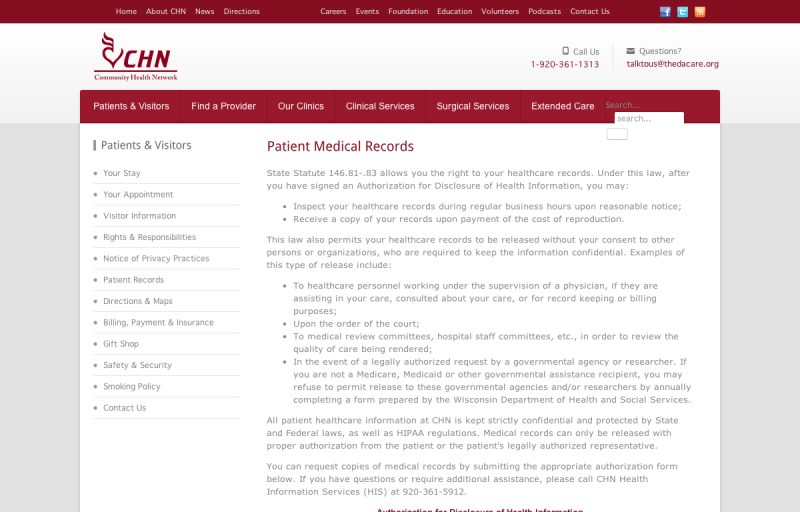 Home About CHN News Directions Careers Events Foundation Education Volunteers Podcasts Contact Us
CHN
Community Health Network
Call Us
1-920-361-1313
Questions?
talktous@thedacare.org
Patients & Visitors Find a Provider Our Clinics Clinical Services Surgical Services Extended Care Search...
search...
Patients & Visitors
Your Stay
Your Appointment
Visitor Information
Rights & Responsibilities
Notice of Privacy Practices
Patient Records
Directions & Maps
Billing, Payment & Insurance
Gift Shop
Safety & Security
Smoking Policy
Contact Us
Patient Medical Records
State Statute 146.81-.83 allows you the right to your healthcare records. Under this law, after
you have signed an Authorization for Disclosure of Health Information, you may:
Inspect your healthcare records during regular business hours upon reasonable notice;
Receive a copy of your records upon payment of the cost of reproduction.
This law also permits your healthcare records to be released without your consent to other
persons or organizations, who are required to keep the information confidential. Examples of
this type of release include:
To healthcare personnel working under the supervision of a physician, if they are
assisting in your care, consulted about your care, or for record keeping or billing
purposes;
Upon the order of the court;
To medical review committees, hospital staff committees, etc., in order to review the
quality of care being rendered;
In the event of a legally authorized request by a governmental agency or researcher. If
you are not a Medicare, Medicaid or other governmental assistance recipient, you may
refuse to permit release to these governmental agencies and/or researchers by annually
completing a form prepared by the Wisconsin Department of Health and Social Services.
All patient healthcare information at CHN is kept strictly confidential and protected by State
and Federal laws, as well as HIPAA regulations. Medical records can only be released with
proper authorization from the patient or the patient's legally authorized representative.
You can request copies of medical records by submitting the appropriate authorization form
below. If you have questions or require additional assistance, please call CHN Health
Information Services (HIS) at 920-361-5912.
Authorization for Disclosure of Health Information